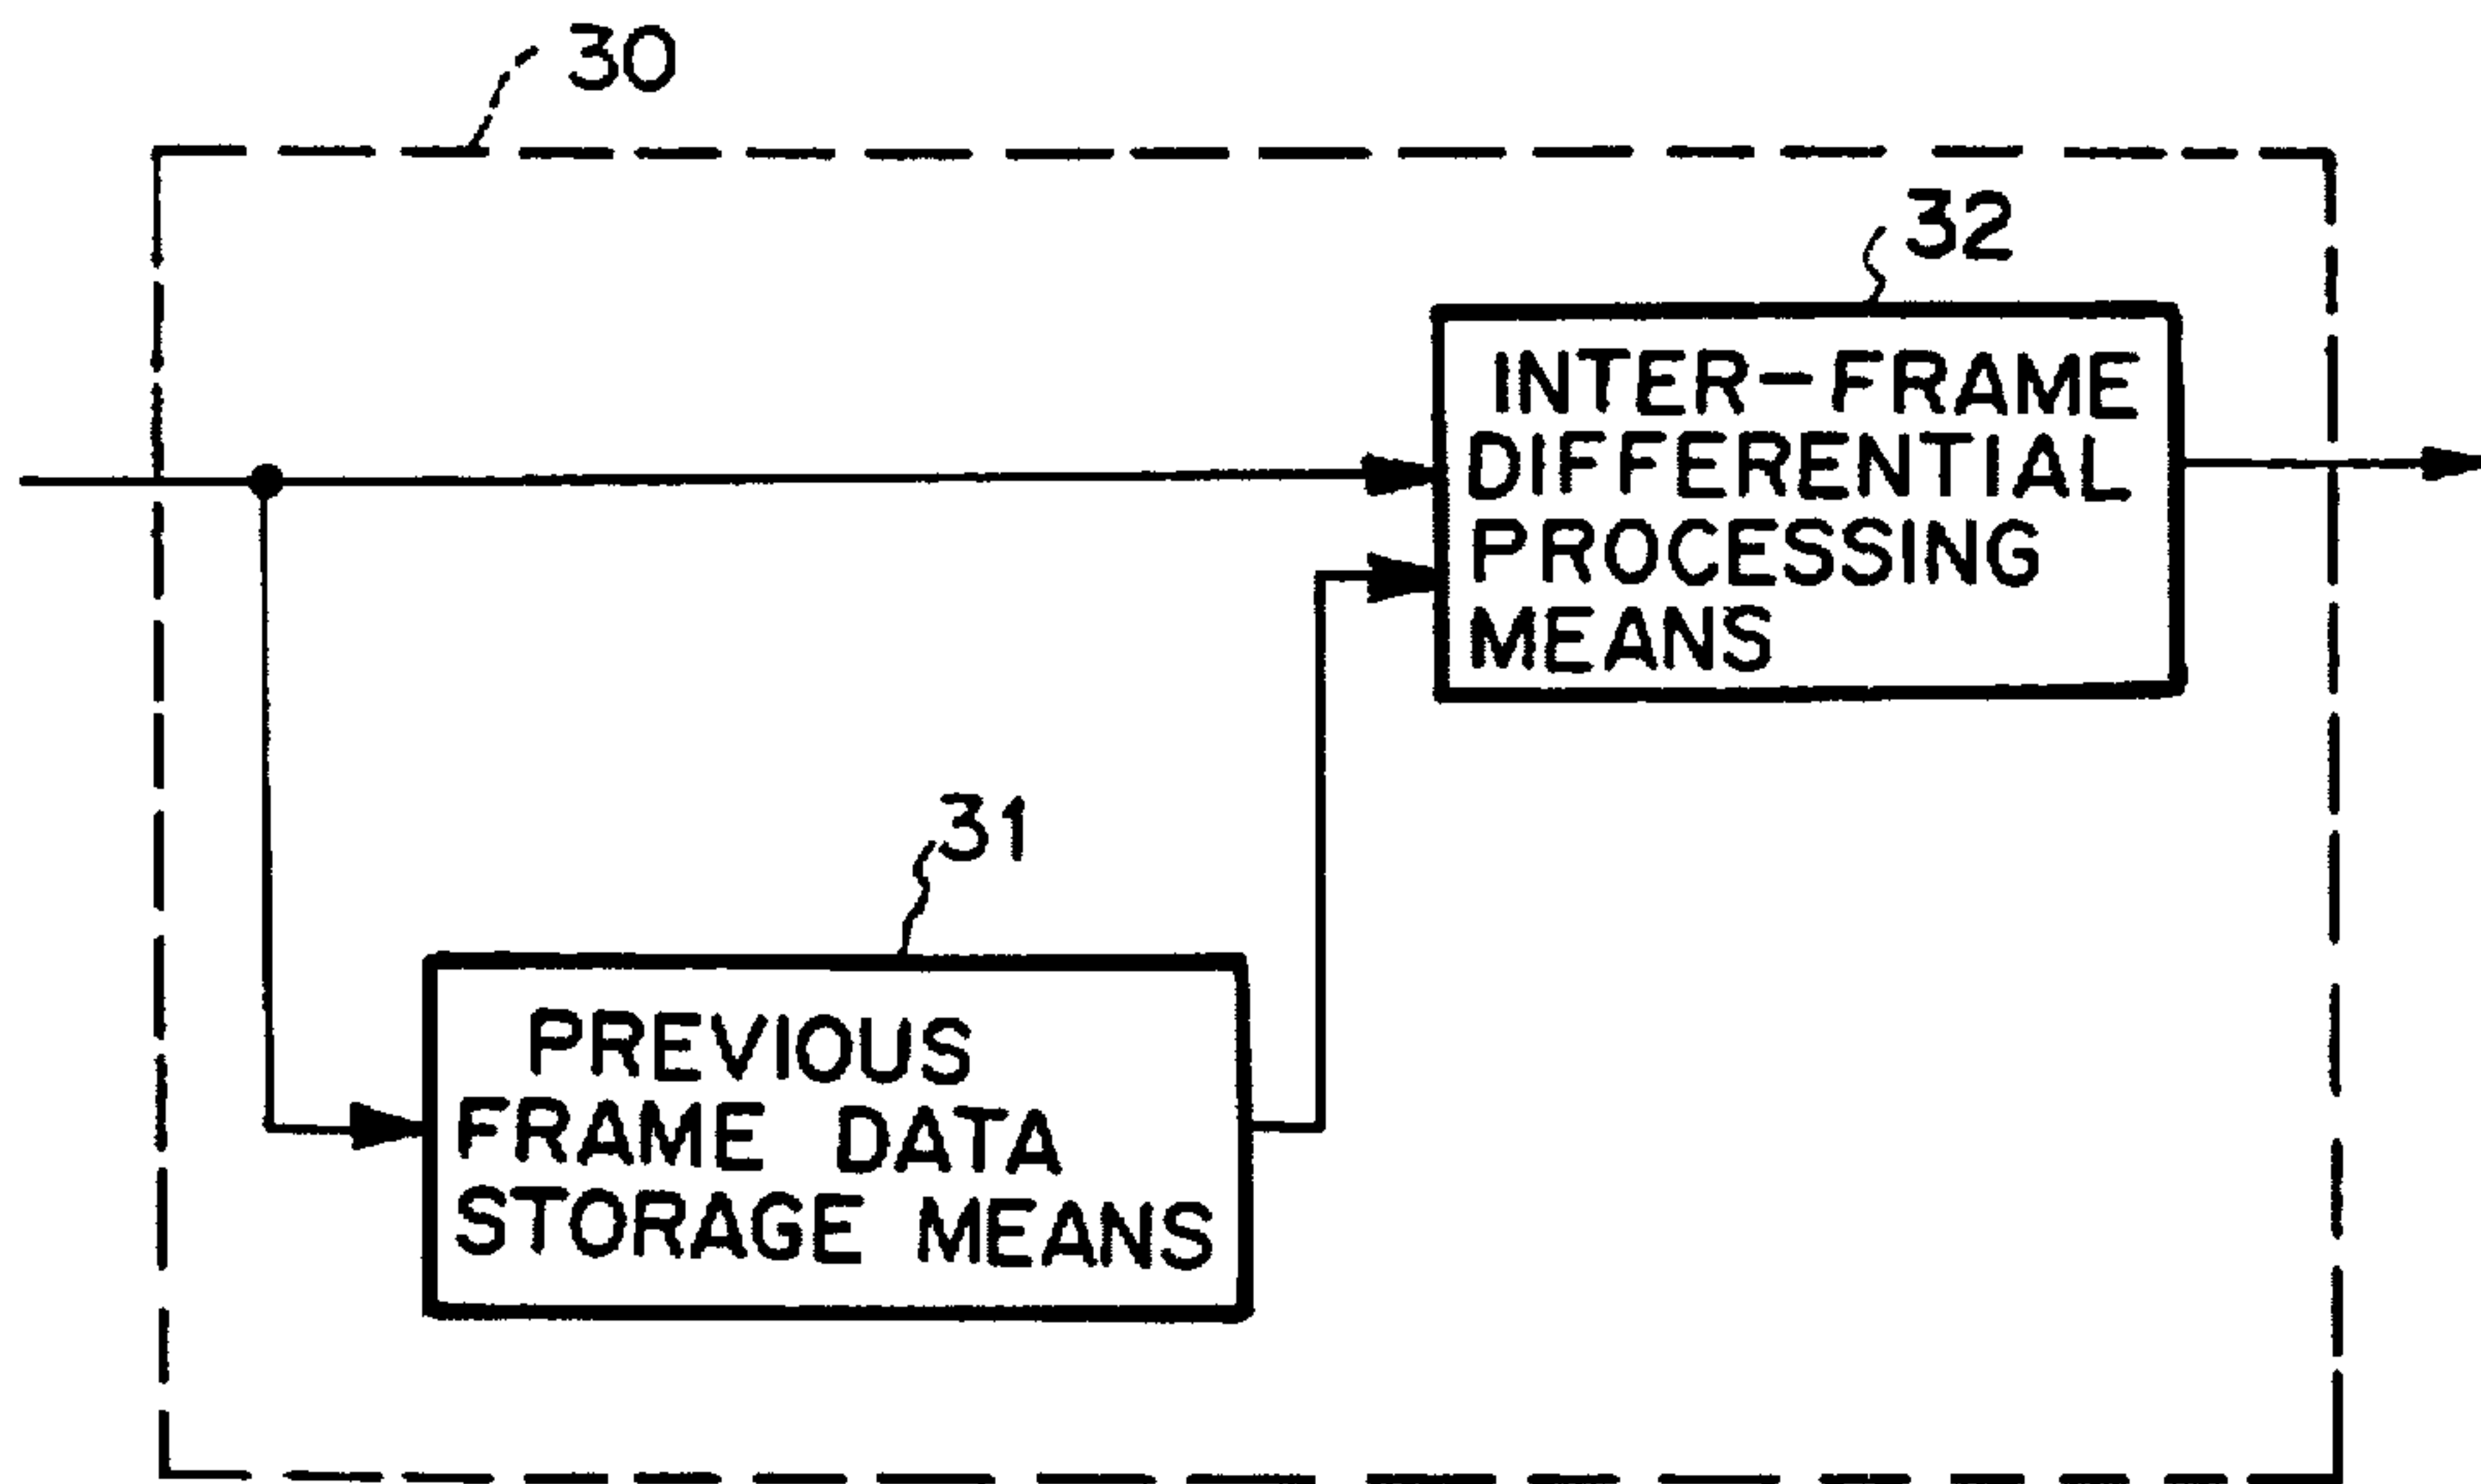 30
32
INTER-FRAME
DIFFERENTIAL
PROCESSING
MEANS
31
PREVIOUS
FRAME DATA
STORAGE MEANS